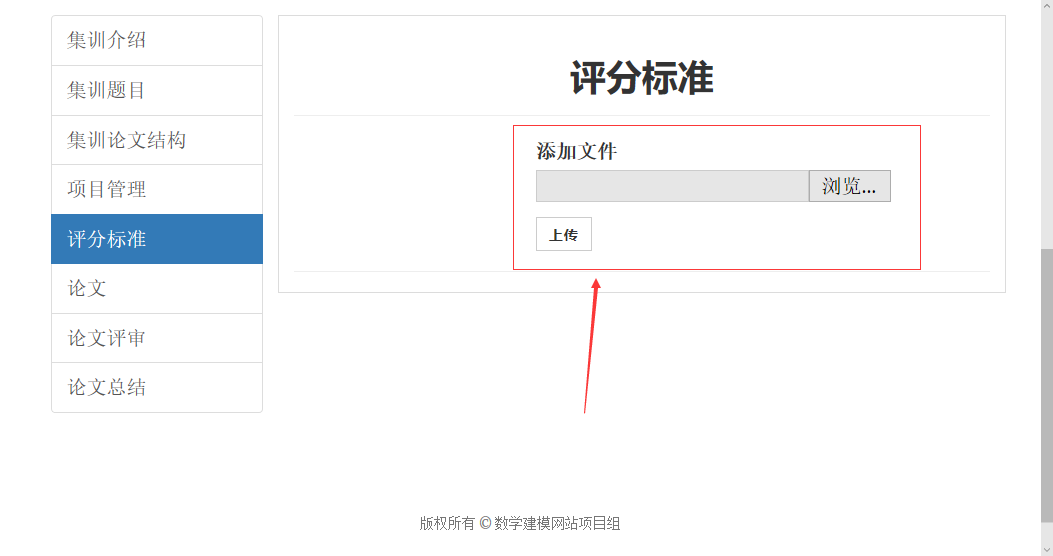 集训介绍
集训题目
集训论文结构
项目管理
评分标准
论文
论文评审
论文总结
评分标准
添加文件
浏览...
上传
版权所有 © 数学建模网站项目组